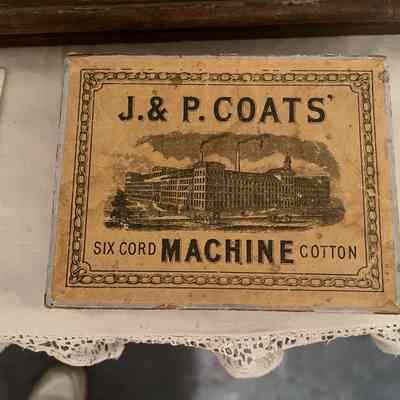 J. & P. COATS'
SIX CORD MACHINE COTTON